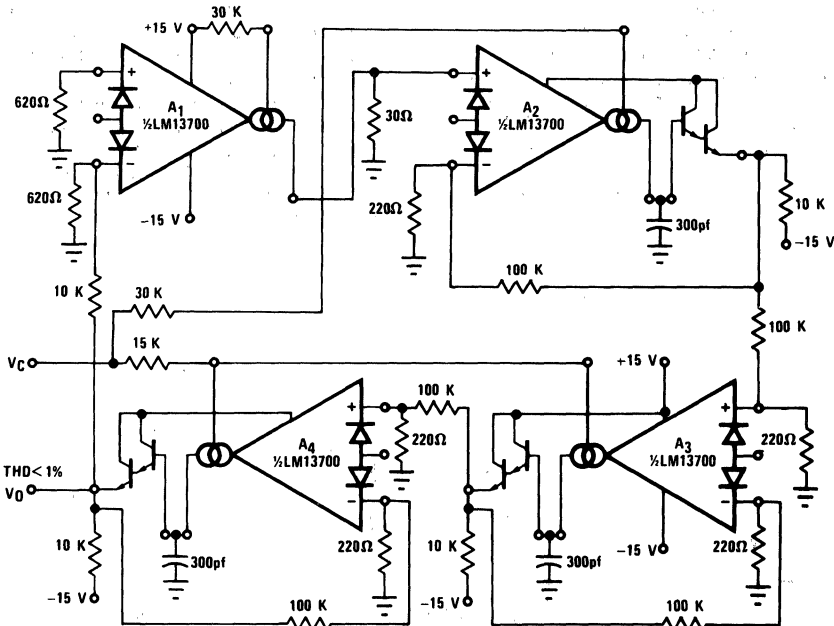 30 K
+15 V
620Ω
+
A1
½LM13700
−
620Ω
−15 V
30Ω
+
A2
½LM13700
−
220Ω
300pf
10 K
−15 V
100 K
10 K
30 K
100 K
VC
15 K
+15 V
100 K
+
A4
½LM13700
−
220Ω
+
A3
½LM13700
−
220Ω
THD<1%
VO
10 K
−15 V
300pf
220Ω
10 K
−15 V
300pf
−15 V
220Ω
100 K
100 K